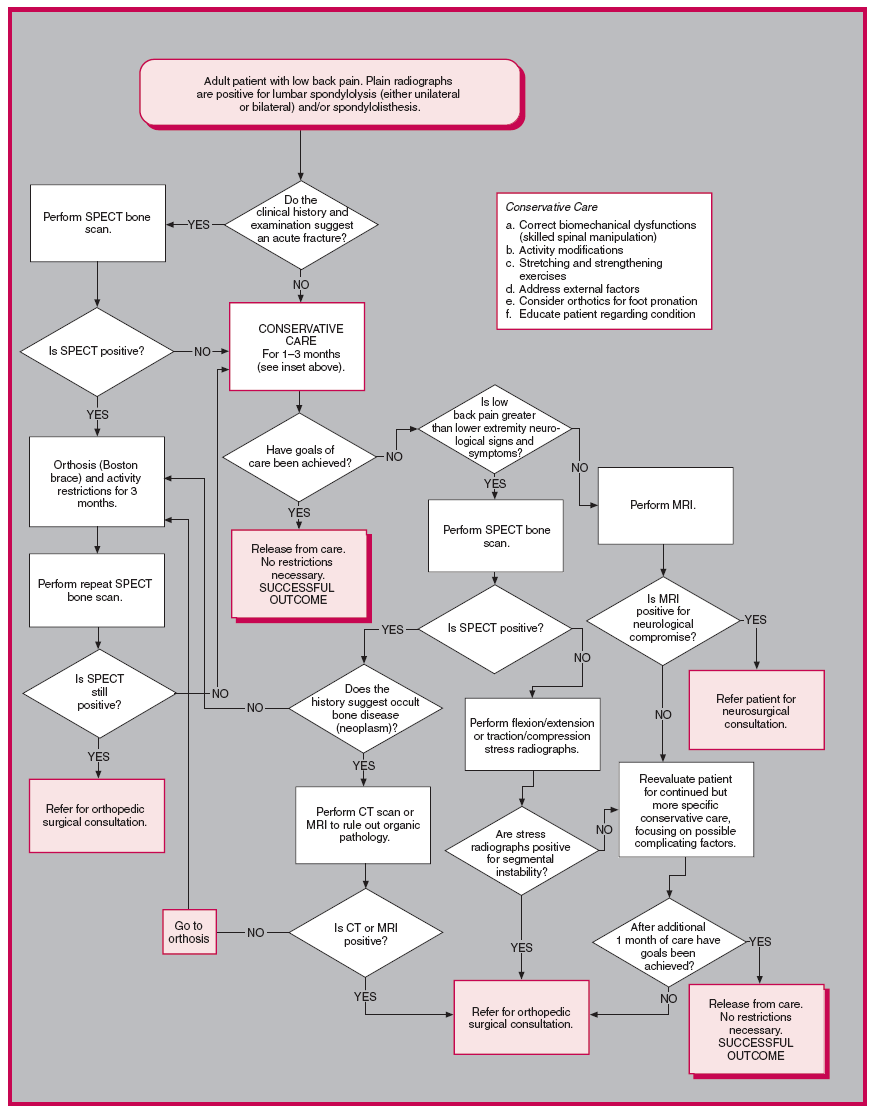 Adult patient with low back pain. Plain radiographs
are positive for lumbar spondylolysis (either unilateral
or bilateral) and/or spondylolisthesis.
Do the
clinical history and
examination suggest
an acute fracture?
YES
Perform SPECT bone
scan.
NO
Conservative Care
a. Correct biomechanical dysfunctions
(skilled spinal manipulation)
b. Activity modifications
c. Stretching and strengthening
exercises
d. Address external factors
e. Consider orthotics for foot pronation
f. Educate patient regarding condition
Is SPECT positive?
NO
CONSERVATIVE
CARE
For 1–3 months
(see inset above).
YES
Orthosis (Boston
brace) and activity
restrictions for 3
months.
Have goals of
care been achieved?
NO
Is low
back pain greater
than lower extremity neuro-
logical signs and
symptoms?
NO
YES
YES
Perform MRI.
Perform SPECT bone
scan.
Release from care.
No restrictions
necessary.
SUCCESSFUL
OUTCOME
Perform repeat SPECT
bone scan.
Is MRI
positive for
neurological
compromise?
YES
Is SPECT positive?
YES
NO
Is SPECT
still
positive?
NO
Does the
history suggest occult
bone disease
(neoplasm)?
NO
Refer patient for
neurosurgical
consultation.
NO
Perform flexion/extension
or traction/compression
stress radiographs.
YES
YES
Refer for orthopedic
surgical consultation.
Perform CT scan or
MRI to rule out organic
pathology.
Reevaluate patient
for continued but
more specific
conservative care,
focusing on possible
complicating factors.
NO
Are stress
radiographs positive
for segmental
instability?
Go to
orthosis
NO
Is CT or MRI
positive?
YES
After additional
1 month of care have
goals been
achieved?
YES
YES
NO
Refer for orthopedic
surgical consultation.
Release from care.
No restrictions
necessary.
SUCCESSFUL
OUTCOME